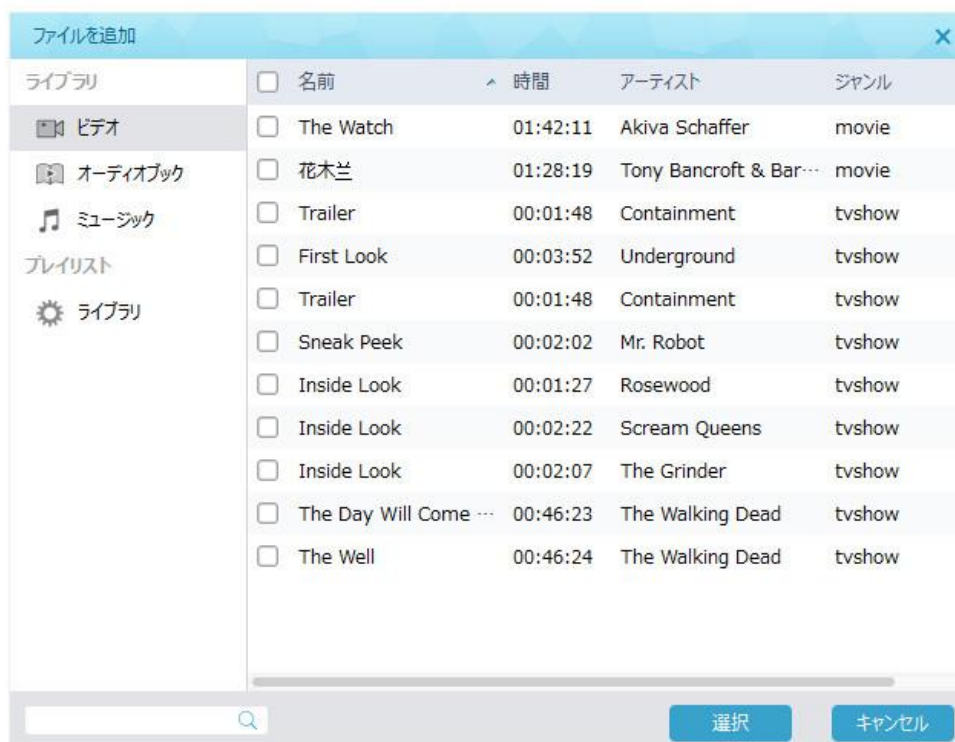 ファイルを追加
ライブラリ
ビデオ
オーディオブック
ミュージック
プレイリスト
ライブラリ
名前 時間 アーティスト ジャンル
The Watch 01:42:11 Akiva Schaffer movie
花木兰 01:28:19 Tony Bancroft & Bar… movie
Trailer 00:01:48 Containment tvshow
First Look 00:03:52 Underground tvshow
Trailer 00:01:48 Containment tvshow
Sneak Peek 00:02:02 Mr. Robot tvshow
Inside Look 00:01:27 Rosewood tvshow
Inside Look 00:02:22 Scream Queens tvshow
Inside Look 00:02:07 The Grinder tvshow
The Day Will Come … 00:46:23 The Walking Dead tvshow
The Well 00:46:24 The Walking Dead tvshow
選択 キャンセル